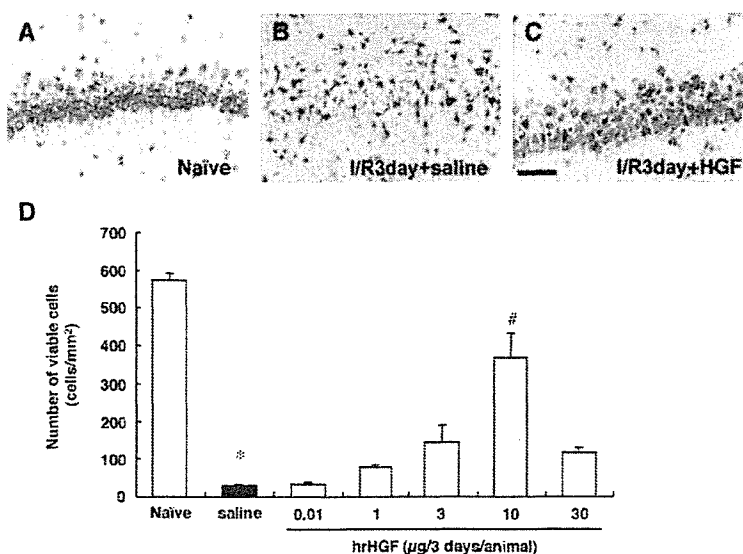 A
Naïve
B
I/R3day+saline
C
I/R3day+HGF
D
Number of viable cells
(cells/mm²)
700
600
500
400
300
200
100
0
*
#
Naïve saline 0.01 1 3 10 30
hrHGF (µg/3 days/animal)